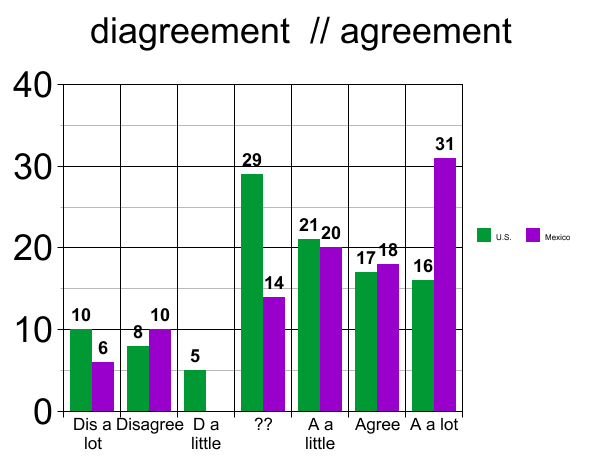 diagreement // agreement
40
30
20
10
0
10
6
8
10
5
29
14
21
20
17
18
16
31
Dis a
lot
Disagree
D a
little
??
A a
little
Agree
A a lot
U.S.
Mexico